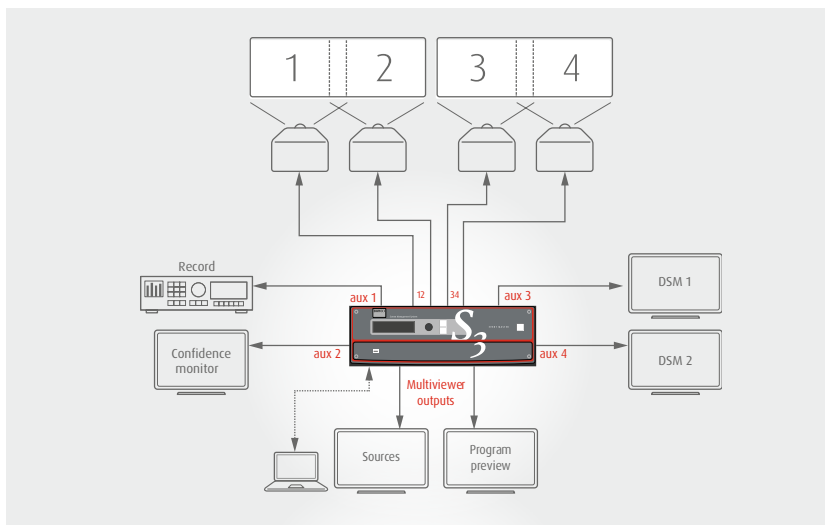 1
2
3
4
Record
aux 1
12
34
aux 3
DSM 1
S3
Confidence
monitor
aux 2
aux 4
DSM 2
Multiviewer
outputs
Sources
Program
preview